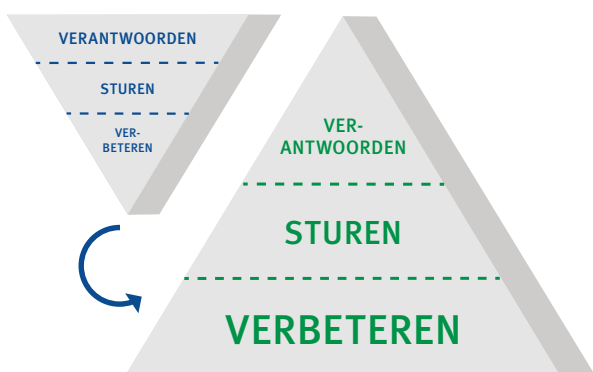 VERANTWOORDEN
STUREN
VER-
BETEREN
VER-
ANTWOORDEN
STUREN
VERBETEREN